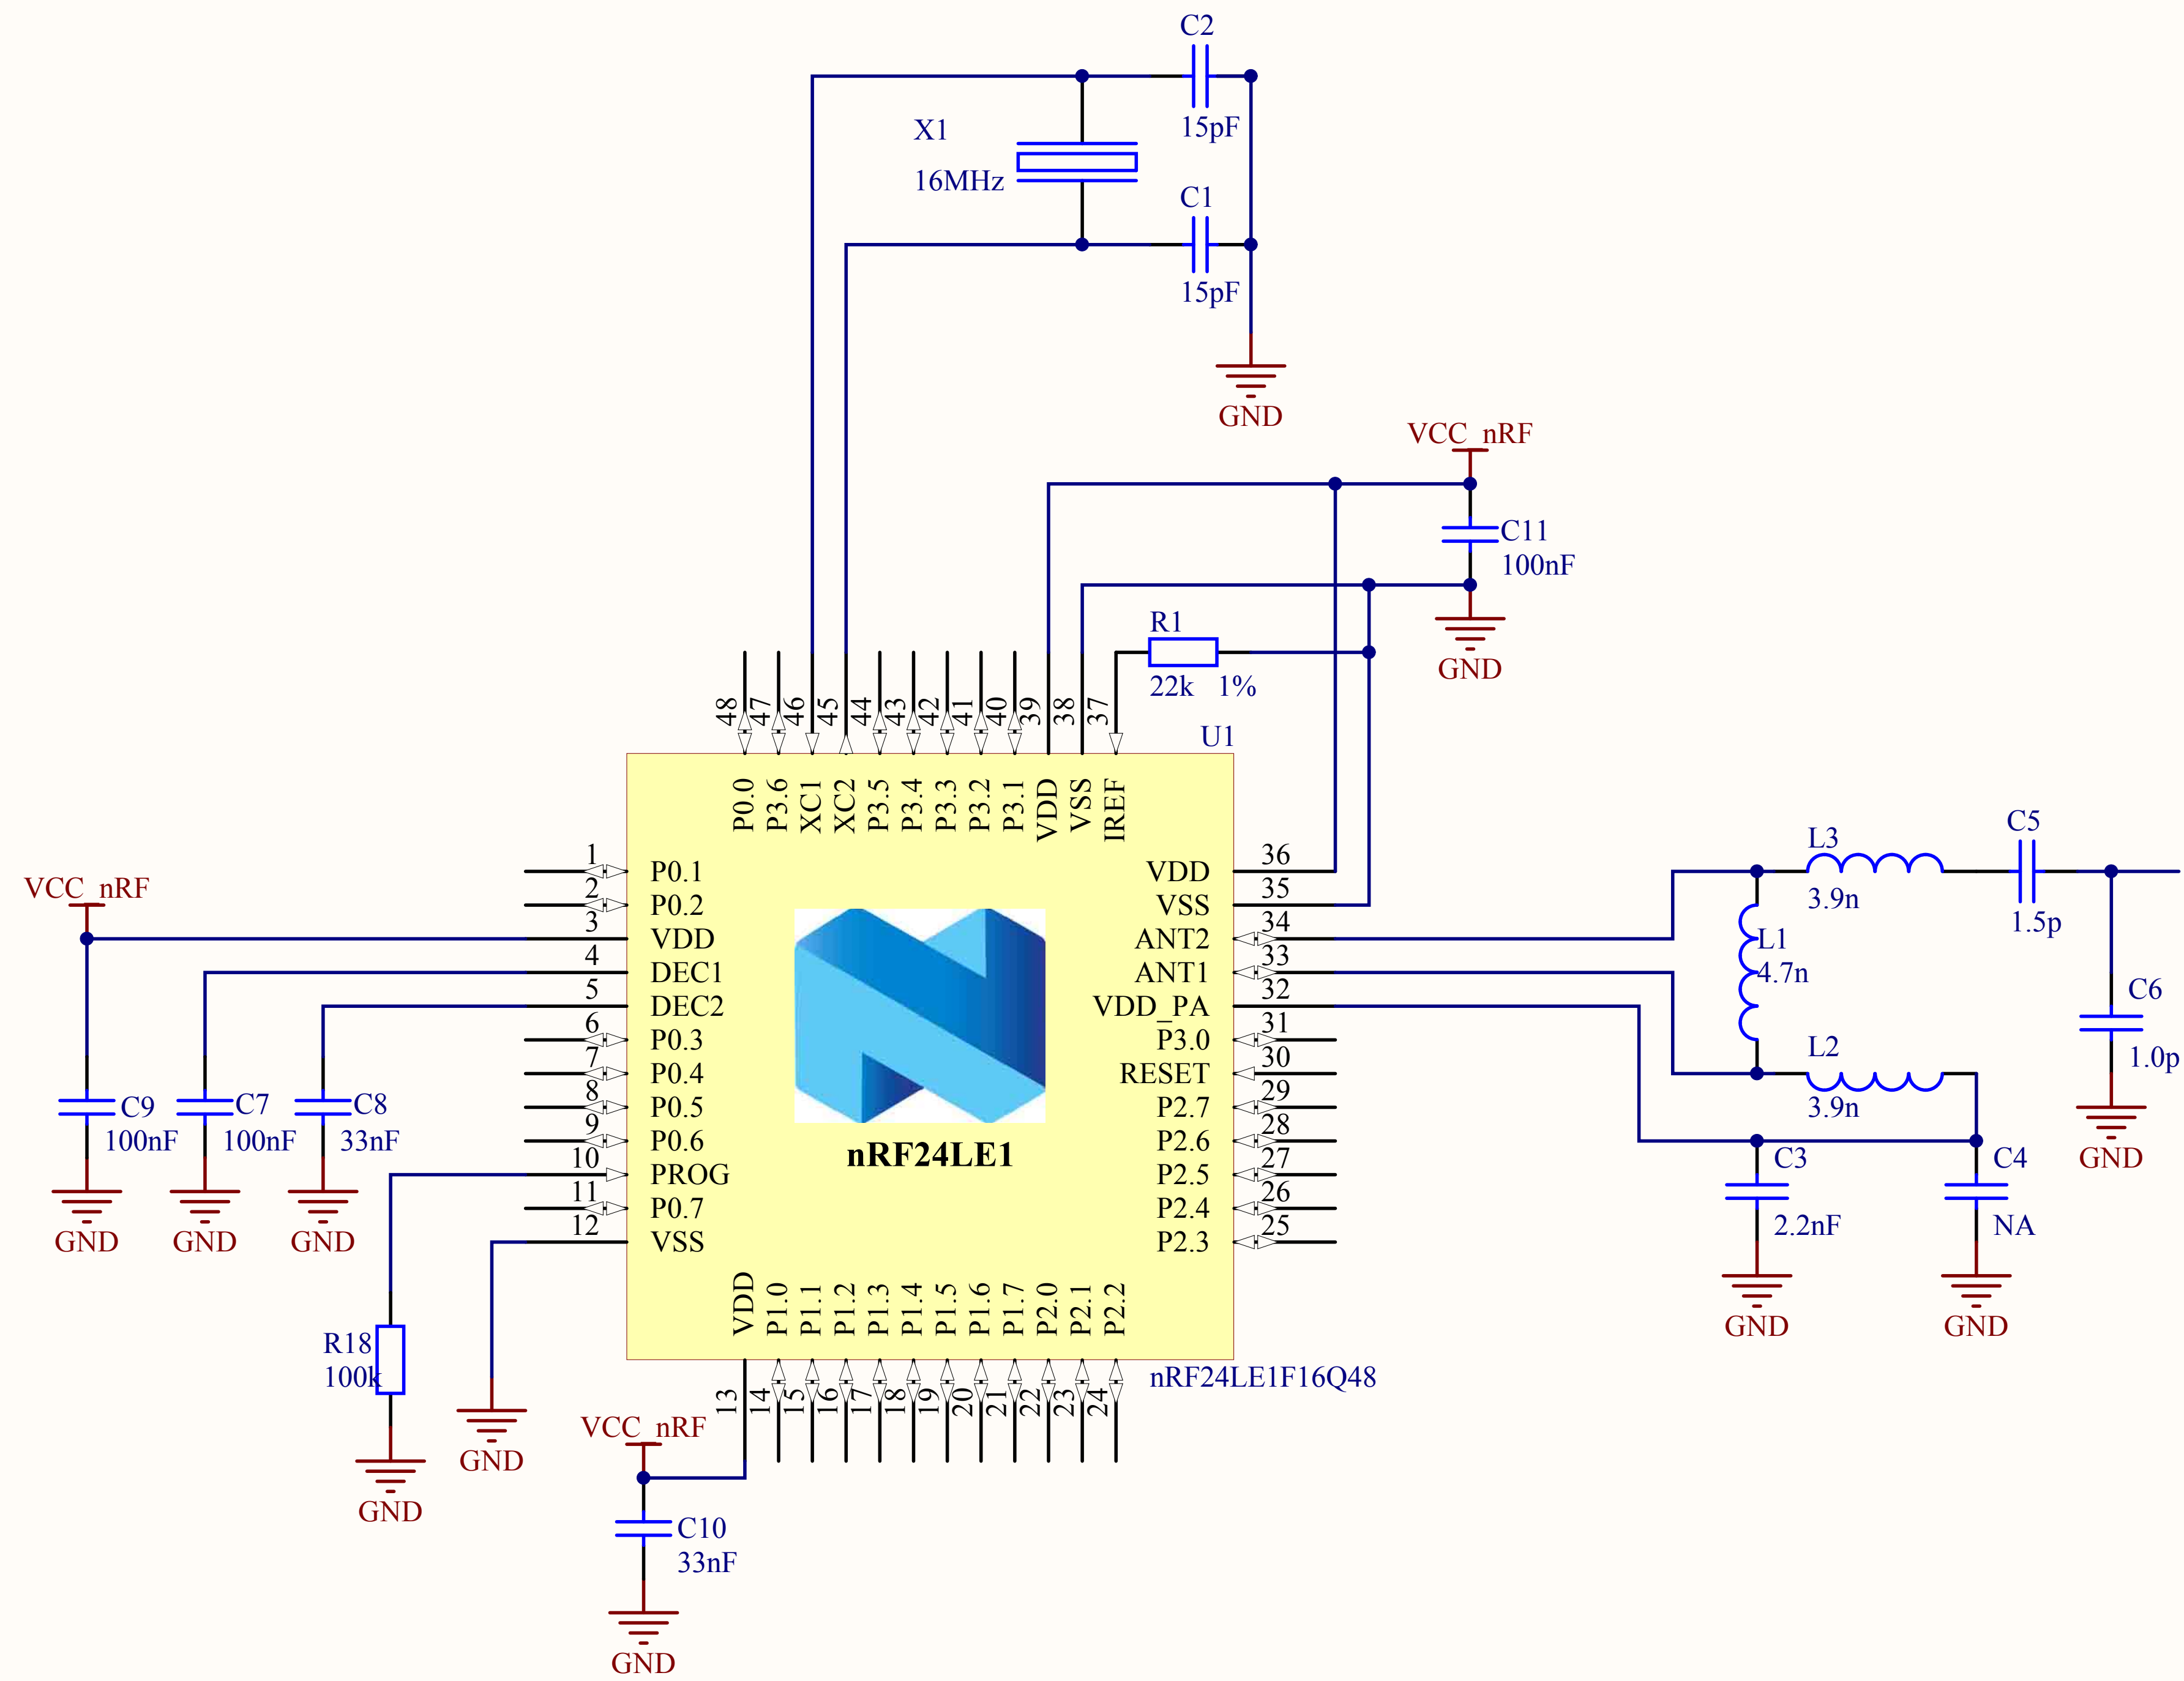 C2
15pF
X1
16MHz
C1
15pF
GND
VCC_nRF
C11
100nF
GND
R1
22k 1%
48
47
46
45
44
43
42
41
40
39
38
37
U1
P0.0
P3.6
XC1
XC2
P3.5
P3.4
P3.3
P3.2
P3.1
VDD
VSS
IREF
1 P0.1
2 P0.2
3 VDD
4 DEC1
5 DEC2
6 P0.3
7 P0.4
8 P0.5
9 P0.6
10 PROG
11 P0.7
12 VSS
VDD 36
VSS 35
ANT2 34
ANT1 33
VDD_PA 32
P3.0 31
RESET 30
P2.7 29
P2.6 28
P2.5 27
P2.4 26
P2.3 25
nRF24LE1
VDD
P1.0
P1.1
P1.2
P1.3
P1.4
P1.5
P1.6
P1.7
P2.0
P2.1
P2.2
13
14
15
16
17
18
19
20
21
22
23
24
nRF24LE1F16Q48
VCC_nRF
C9
100nF
GND
C7
100nF
GND
C8
33nF
GND
R18
100k
GND
GND
VCC_nRF
C10
33nF
GND
L3
3.9n
C5
1.5p
L1
4.7n
L2
3.9n
C6
1.0p
GND
C3
2.2nF
GND
C4
NA
GND